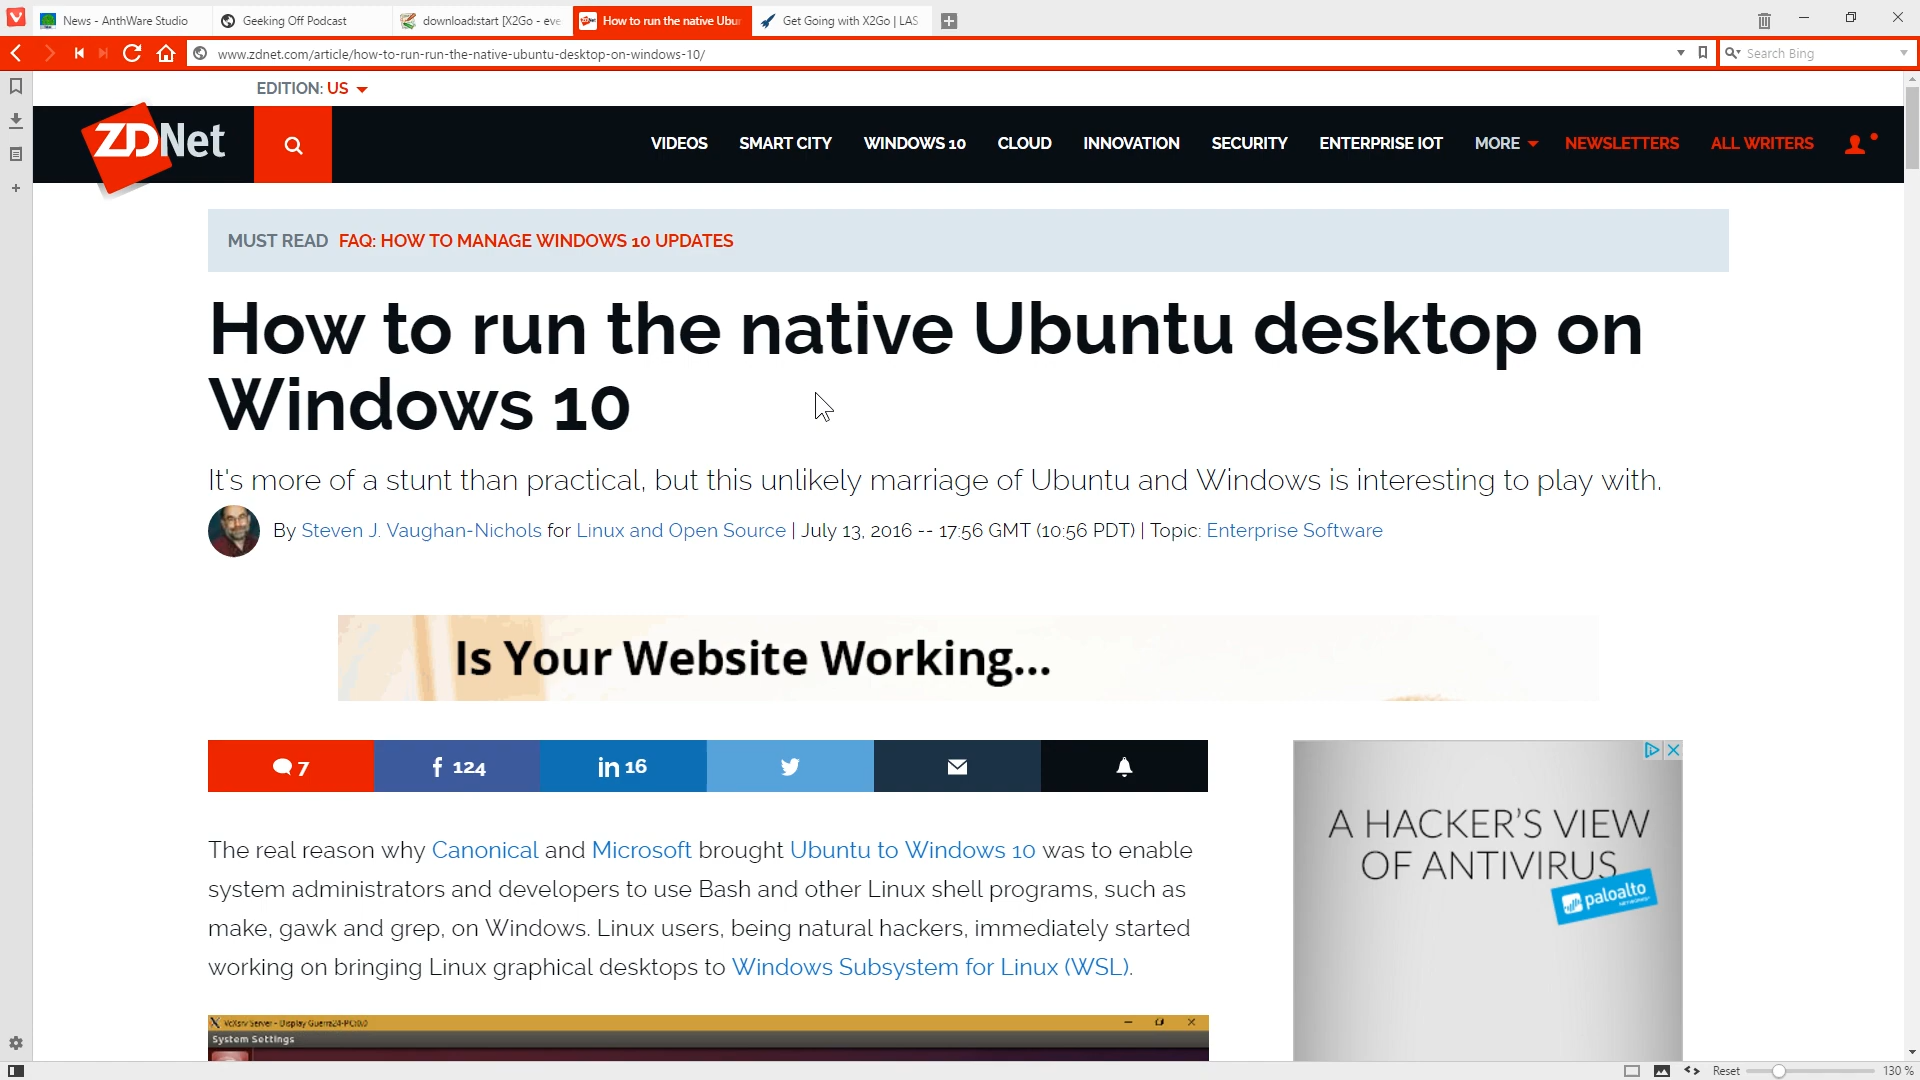 News - AnthWare Studio
Geeking Off Podcast
download:start [X2Go - eve
How to run the native Ubun
Get Going with X2Go | LAS
www.zdnet.com/article/how-to-run-run-the-native-ubuntu-desktop-on-windows-10/
Search Bing
EDITION: US
ZDNet
VIDEOS SMART CITY WINDOWS 10 CLOUD INNOVATION SECURITY ENTERPRISE IOT MORE NEWSLETTERS ALL WRITERS
MUST READ FAQ: HOW TO MANAGE WINDOWS 10 UPDATES
How to run the native Ubuntu desktop on
Windows 10
It's more of a stunt than practical, but this unlikely marriage of Ubuntu and Windows is interesting to play with.
By Steven J. Vaughan-Nichols for Linux and Open Source | July 13, 2016 -- 17:56 GMT (10:56 PDT) | Topic: Enterprise Software
Is Your Website Working...
7
f 124
in 16
A HACKER'S VIEW
OF ANTIVIRUS
paloalto
NETWORKS
The real reason why Canonical and Microsoft brought Ubuntu to Windows 10 was to enable
system administrators and developers to use Bash and other Linux shell programs, such as
make, gawk and grep, on Windows. Linux users, being natural hackers, immediately started
working on bringing Linux graphical desktops to Windows Subsystem for Linux (WSL).
VcXsrv Server - Display Guerra24-PC:0.0
System Settings
Reset
130 %